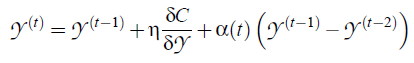 𝒴⁽ᵗ⁾ = 𝒴⁽ᵗ⁻¹⁾ + η δC/δ𝒴 + α(t) (𝒴⁽ᵗ⁻¹⁾ − 𝒴⁽ᵗ⁻²⁾)